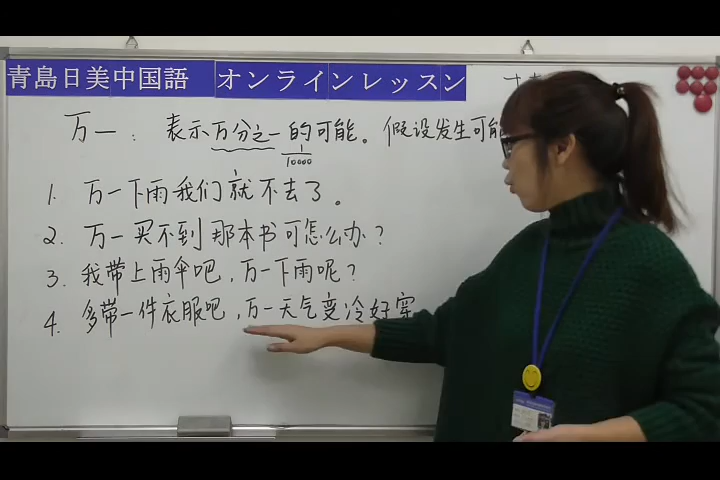 青島日美中国語 オンラインレッスン
万一：表示万分之一的可能。假设发生可能
1/10000
1. 万一下雨我们就不去了。
2. 万一买不到那本书可怎么办？
3. 我带上雨伞吧，万一下雨呢？
4. 多带一件衣服吧，万一天气变冷好穿